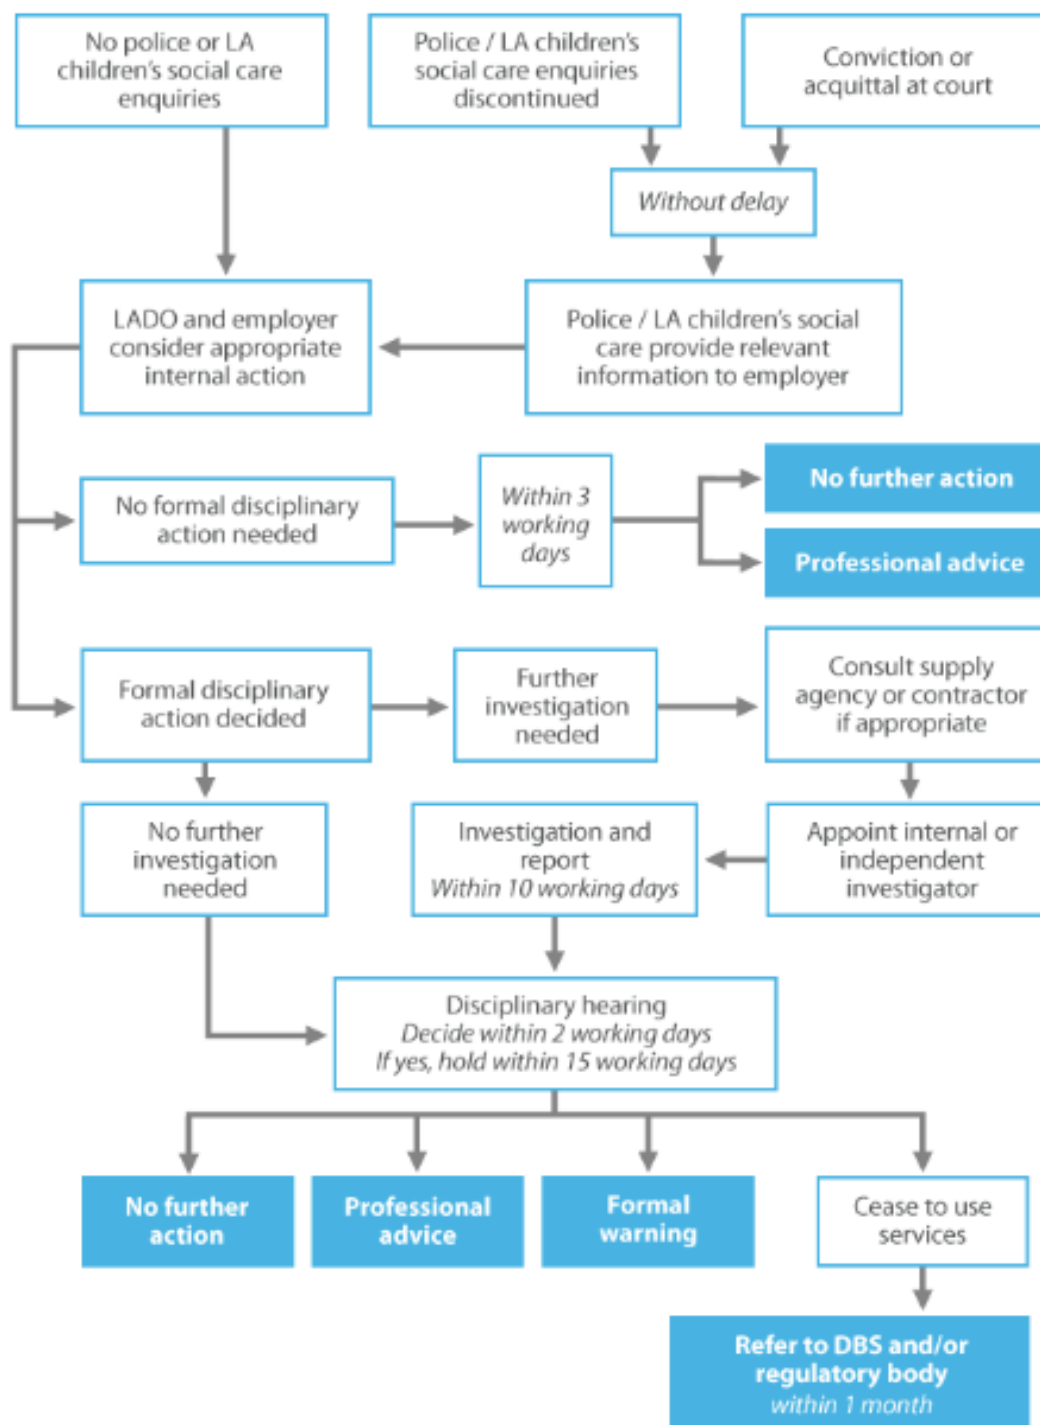 No police or LA
children's social care
enquiries
Police / LA children's
social care enquiries
discontinued
Conviction or
acquittal at court
Without delay
LADO and employer
consider appropriate
internal action
Police / LA children's social
care provide relevant
information to employer
No formal disciplinary
action needed
Within 3
working
days
No further action
Professional advice
Formal disciplinary
action decided
Further
investigation
needed
Consult supply
agency or contractor
if appropriate
No further
investigation
needed
Investigation and
report
Within 10 working days
Appoint internal or
independent
investigator
Disciplinary hearing
Decide within 2 working days
If yes, hold within 15 working days
No further
action
Professional
advice
Formal
warning
Cease to use
services
Refer to DBS and/or
regulatory body
within 1 month